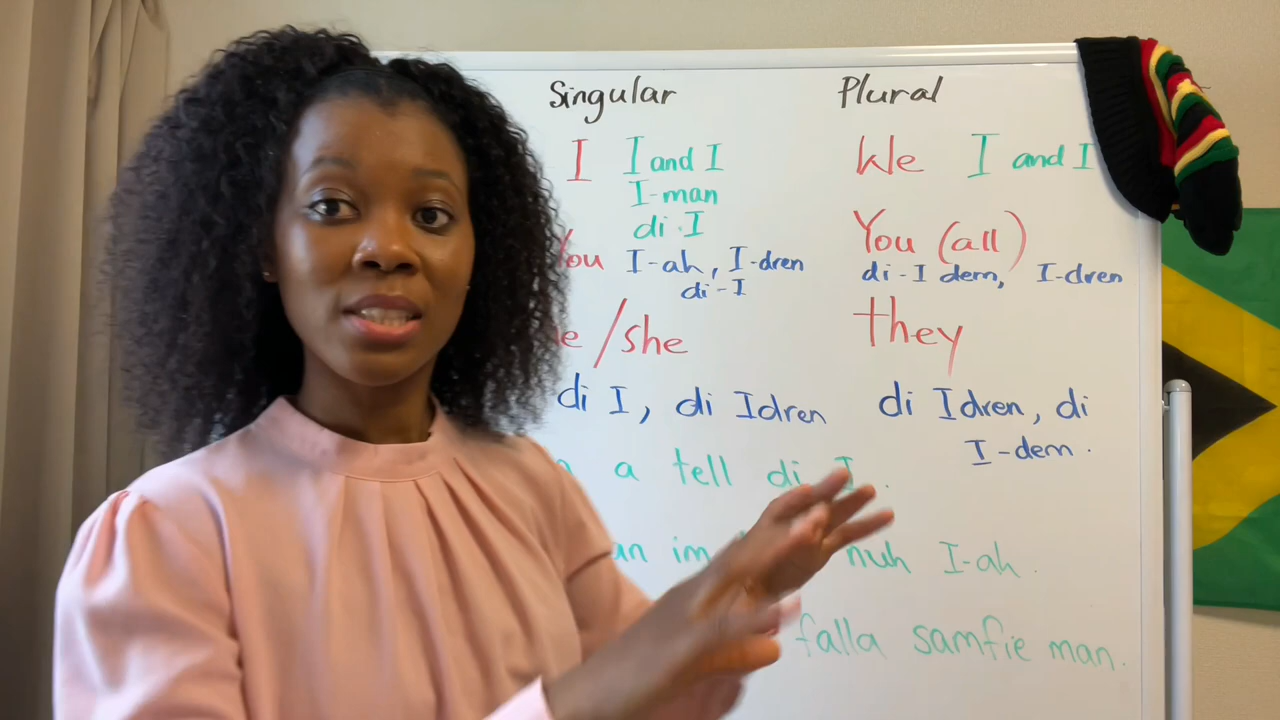 Singular Plural
I I and I We I and I
I-man
di I
You (all)
You I-ah, I-dren di-I dem, I-dren
di-I
/she they
di I, di Idren di Idren, di
I-dem.
a tell di I.
im nuh I-ah.
falla samfie man.